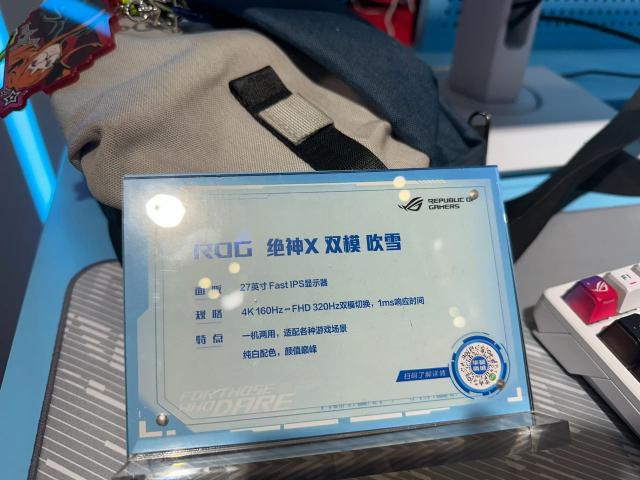 REPUBLIC OF
GAMERS
ROG 绝神X 双模 吹雪
面 板 27英寸 Fast IPS显示器
规 格 4K 160Hz⇌FHD 320Hz双模切换，1ms响应时间
特 点 一机两用，适配各种游戏场景
纯白配色，颜值巅峰
扫码了解详情
FOR THOSE
WHO DARE
F1